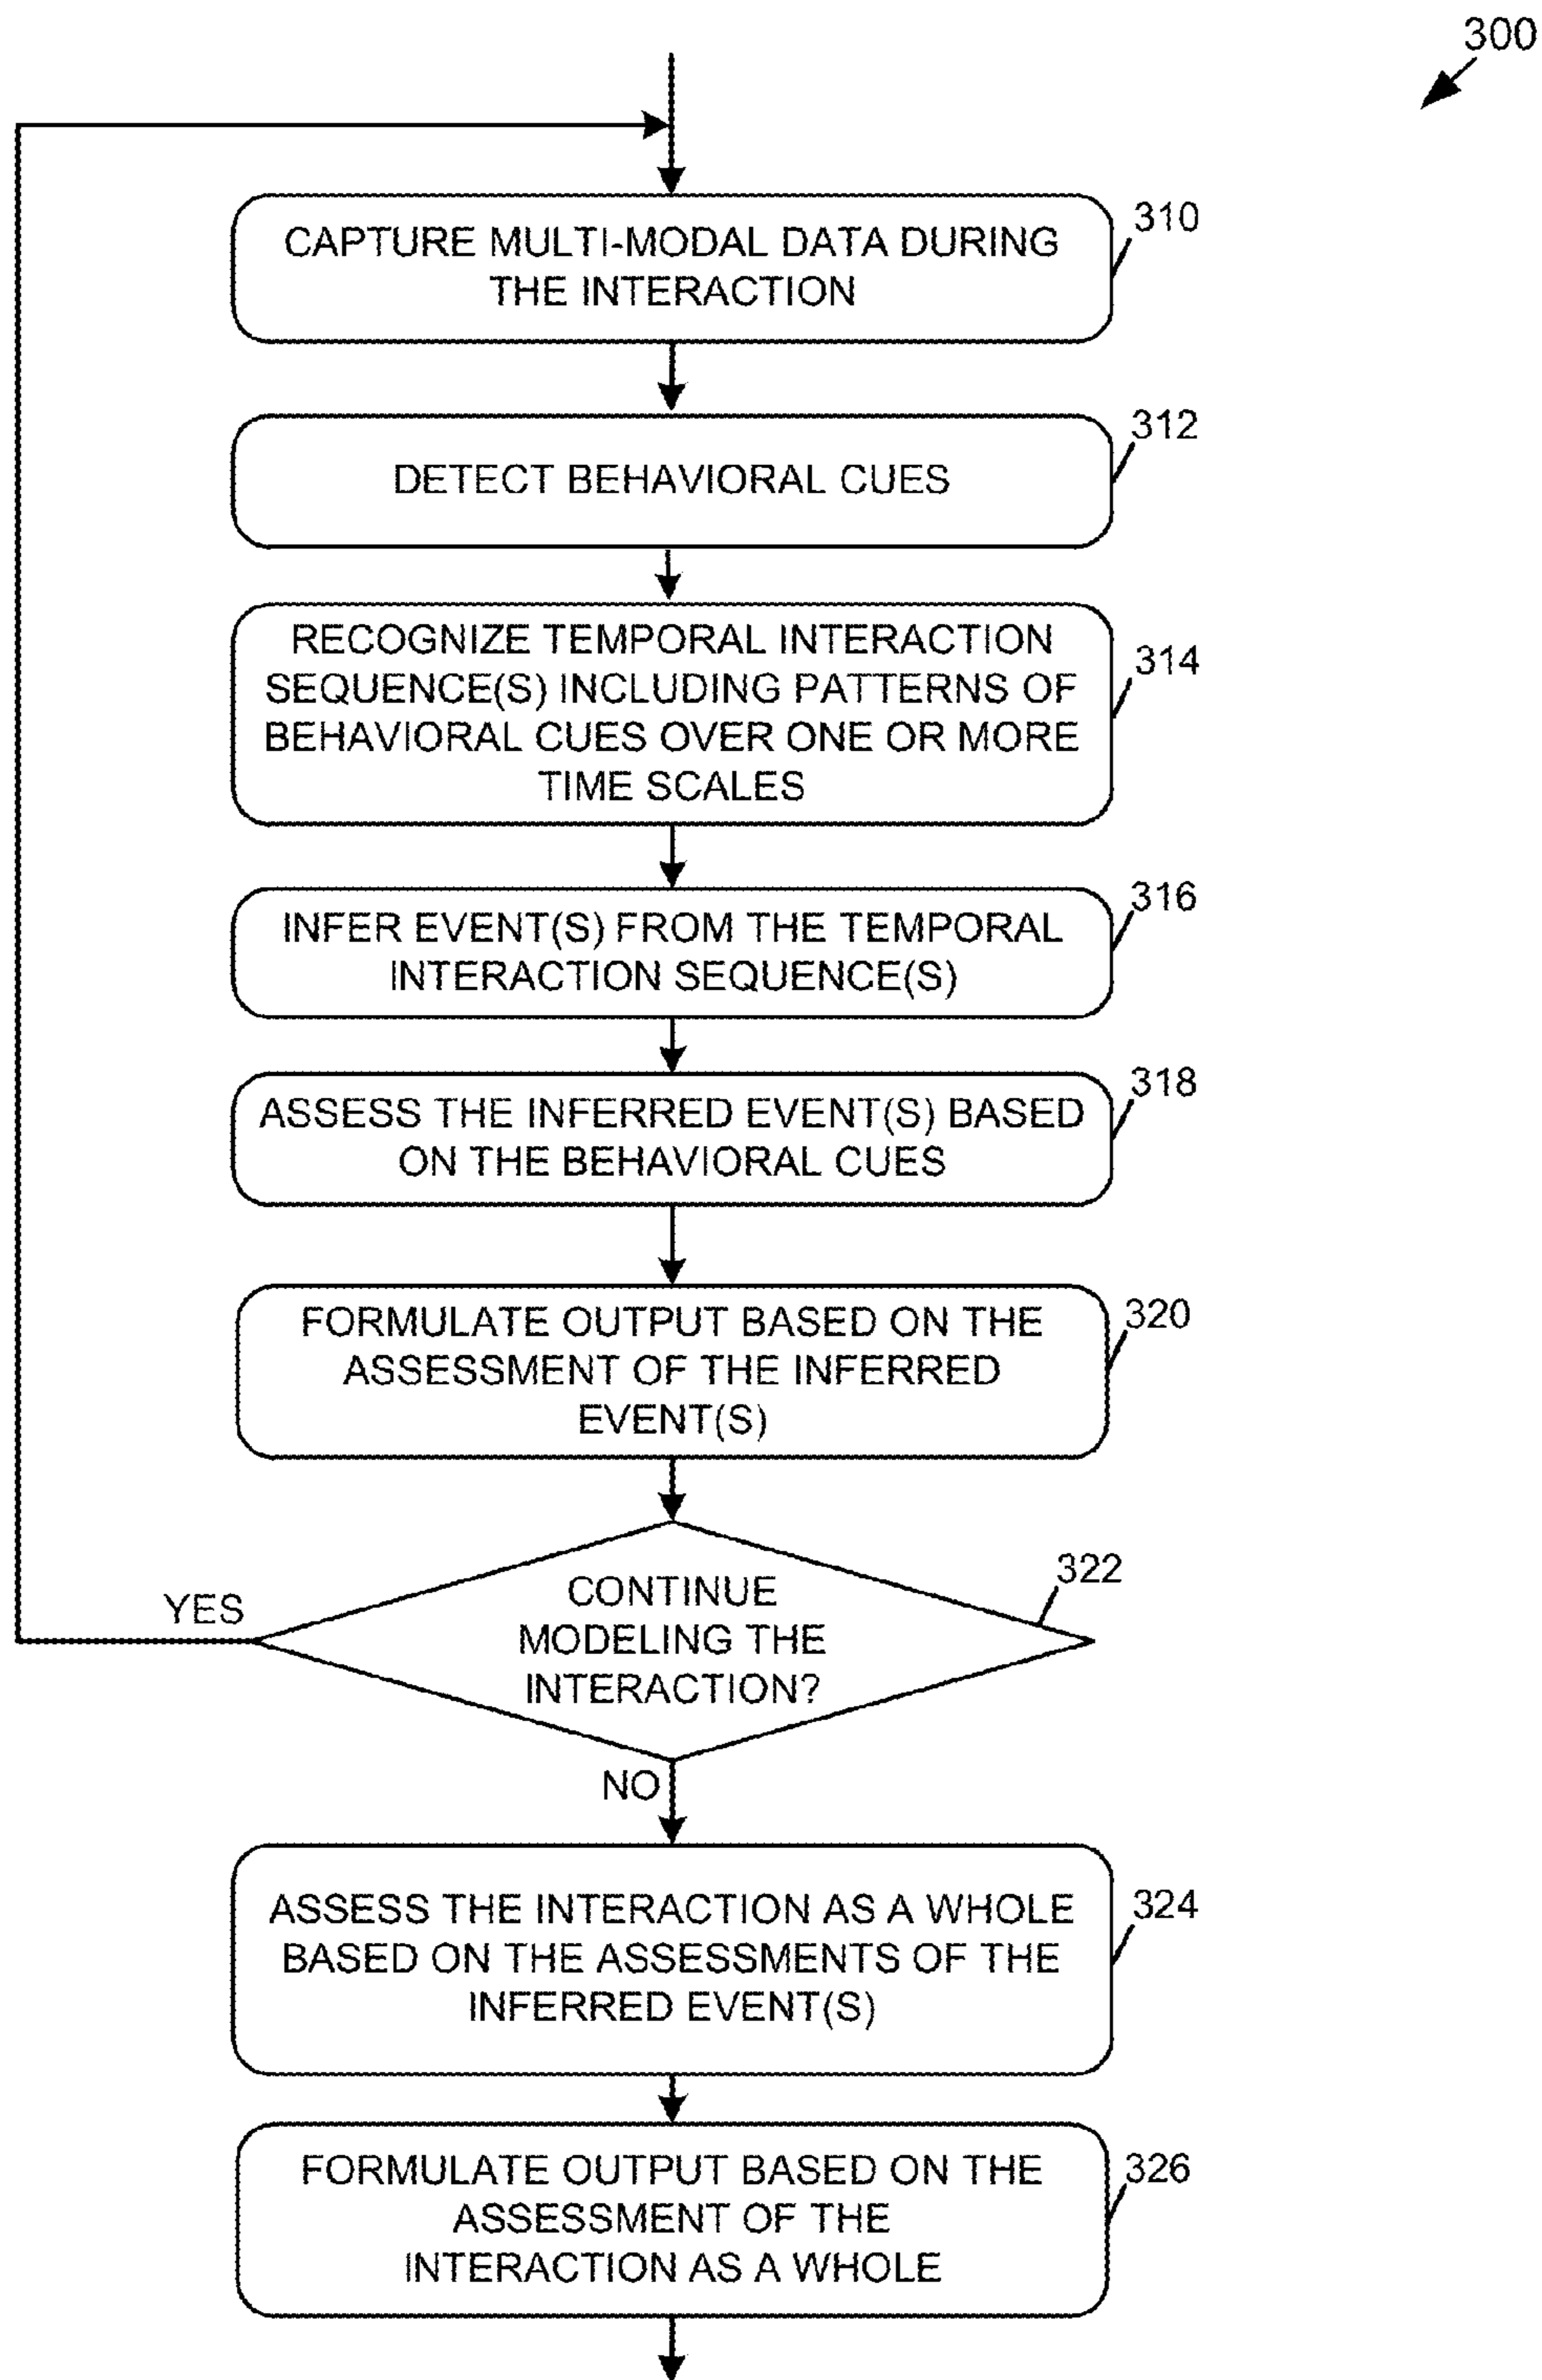 300
310
CAPTURE MULTI-MODAL DATA DURING
THE INTERACTION
312
DETECT BEHAVIORAL CUES
RECOGNIZE TEMPORAL INTERACTION
SEQUENCE(S) INCLUDING PATTERNS OF
BEHAVIORAL CUES OVER ONE OR MORE
TIME SCALES
314
316
INFER EVENT(S) FROM THE TEMPORAL
INTERACTION SEQUENCE(S)
318
ASSESS THE INFERRED EVENT(S) BASED
ON THE BEHAVIORAL CUES
320
FORMULATE OUTPUT BASED ON THE
ASSESSMENT OF THE INFERRED
EVENT(S)
322
CONTINUE
MODELING THE
INTERACTION?
YES
NO
324
ASSESS THE INTERACTION AS A WHOLE
BASED ON THE ASSESSMENTS OF THE
INFERRED EVENT(S)
326
FORMULATE OUTPUT BASED ON THE
ASSESSMENT OF THE
INTERACTION AS A WHOLE